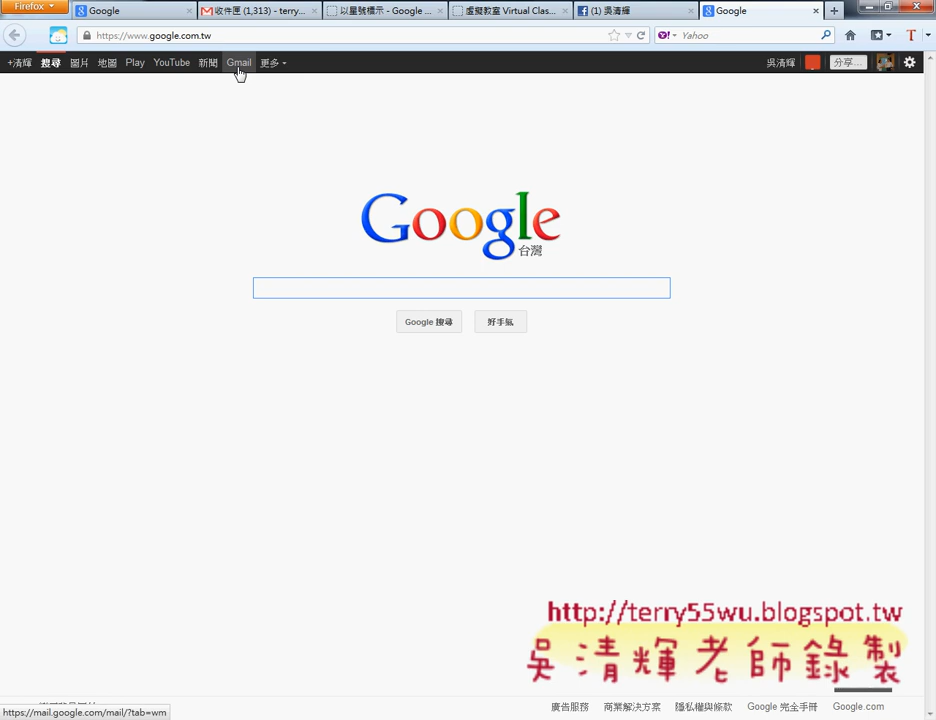 Firefox
Google
收件匣 (1,313) - terry...
以星號標示 - Google ...
虛擬教室 Virtual Clas...
(1) 吳清輝
Google
https://www.google.com.tw
Yahoo
+清輝 搜尋 圖片 地圖 Play YouTube 新聞 Gmail 更多
吳清輝 分享...
Google
台灣
Google 搜尋 好手氣
http://terry55wu.blogspot.tw
吳清輝老師錄製
廣告服務 商業解決方案 隱私權與條款 Google 完全手冊 Google.com
https://mail.google.com/mail/?tab=wm